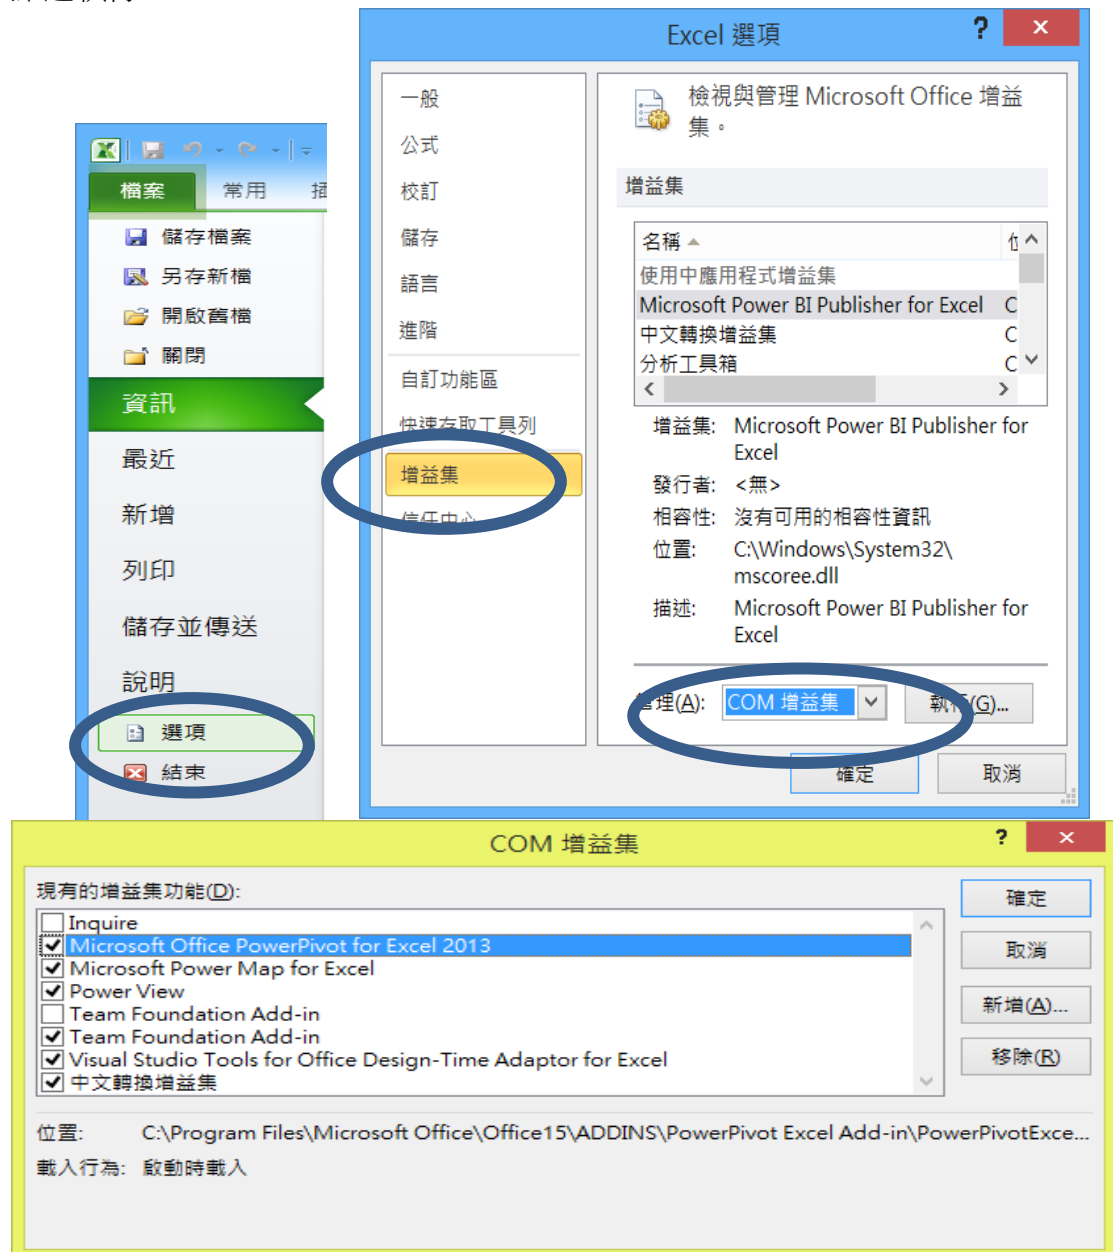 Excel 選項
?
×
一般
公式
校訂
儲存
語言
進階
自訂功能區
快速存取工具列
增益集
信任中心
檢視與管理 Microsoft Office 增益
集。
增益集
名稱
使用中應用程式增益集
Microsoft Power BI Publisher for Excel C
中文轉換增益集 C
分析工具箱 C
增益集: Microsoft Power BI Publisher for
Excel
發行者: <無>
相容性: 沒有可用的相容性資訊
位置: C:\Windows\System32\
mscoree.dll
描述: Microsoft Power BI Publisher for
Excel
管理(A): COM 增益集 執行(G)...
確定 取消
檔案 常用 插
儲存檔案
另存新檔
開啟舊檔
關閉
資訊
最近
新增
列印
儲存並傳送
說明
選項
結束
COM 增益集
?
×
現有的增益集功能(D):
Inquire
Microsoft Office PowerPivot for Excel 2013
Microsoft Power Map for Excel
Power View
Team Foundation Add-in
Team Foundation Add-in
Visual Studio Tools for Office Design-Time Adaptor for Excel
中文轉換增益集
確定
取消
新增(A)...
移除(R)
位置: C:\Program Files\Microsoft Office\Office15\ADDINS\PowerPivot Excel Add-in\PowerPivotExce...
載入行為: 啟動時載入